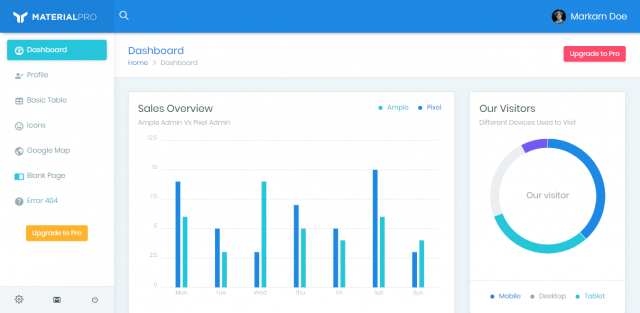 MATERIALPRO
Markarn Doe
Dashboard
Profile
Basic Table
Icons
Google Map
Blank Page
Error 404
Upgrade to Pro
Dashboard
Home > Dashboard
Upgrade to Pro
Sales Overview
Ample Admin Vs Pixel Admin
Ample
Pixel
12.5
10
7.5
5
2.5
0
Mon Tue Wed Thu Fri Sat Sun
Our Visitors
Different Devices Used to Visit
Our visitor
Mobile Desktop Tablet